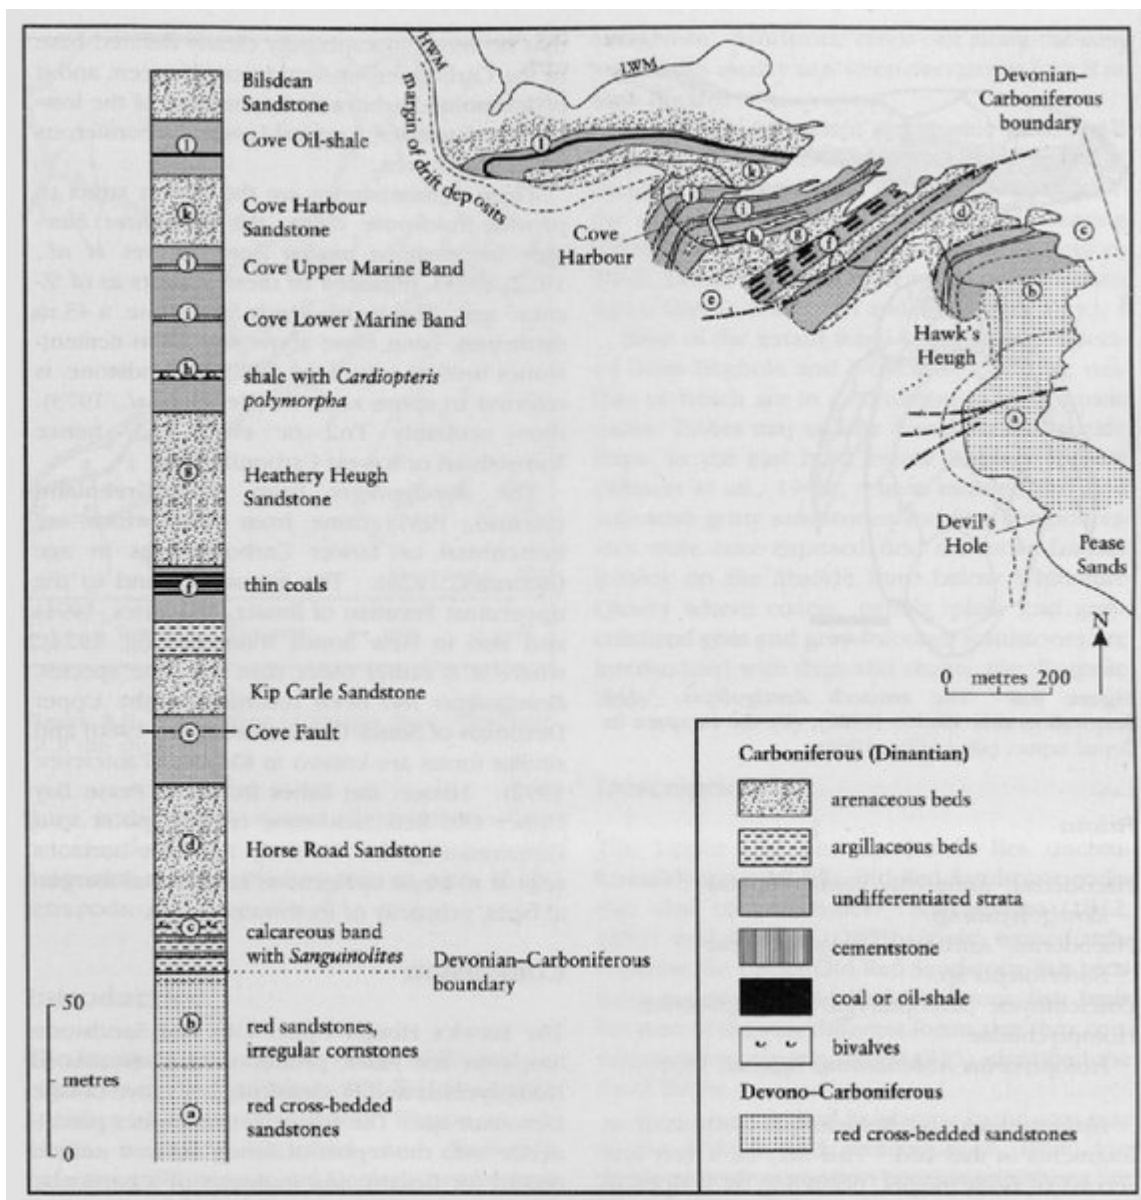 Bilsdean
Sandstone
l
Cove Oil-shale
k
Cove Harbour
Sandstone
j
Cove Upper Marine Band
i
Cove Lower Marine Band
h
shale with Cardiopteris
polymorpha
g
Heathery Heugh
Sandstone
f
thin coals
Kip Carle Sandstone
e
Cove Fault
d
Horse Road Sandstone
c
calcareous band
with Sanguinolites
Devonian–Carboniferous
boundary
50
b
red sandstones,
irregular cornstones
metres
a
red cross-bedded
sandstones
0
HWM
LWM
margin of drift deposits
Devonian–
Carboniferous
boundary
l
k
j
i
h
g
f
d
c
e
b
a
Cove
Harbour
Hawk's
Heugh
Devil's
Hole
Pease
Sands
N
0 metres 200
Carboniferous (Dinantian)
arenaceous beds
argillaceous beds
undifferentiated strata
cementstone
coal or oil-shale
bivalves
Devono–Carboniferous
red cross-bedded sandstones